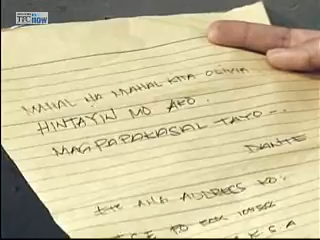 TFC NOW
MAHAL NA MAHAL KITA OLIVIA
HINTAYIN MO AKO.
MAGPAPAKASAL TAYO...
DANTE
ANG ADDRESS KO: